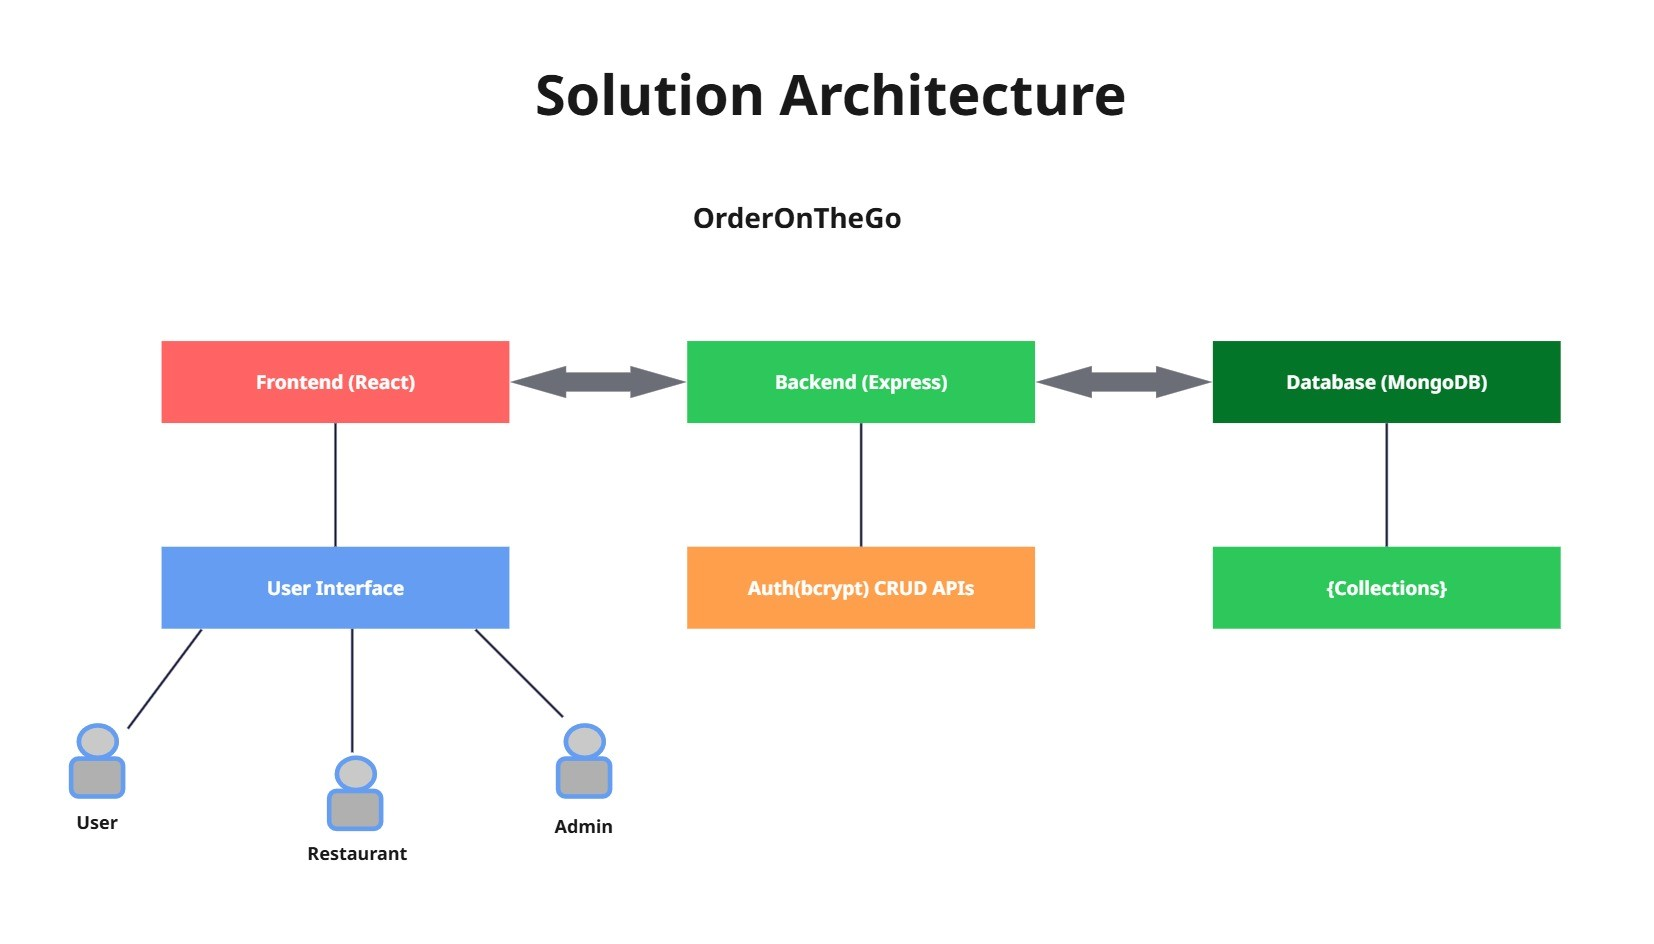 Solution Architecture
OrderOnTheGo
Frontend (React)
Backend (Express)
Database (MongoDB)
User Interface
Auth(bcrypt) CRUD APIs
{Collections}
User
Restaurant
Admin